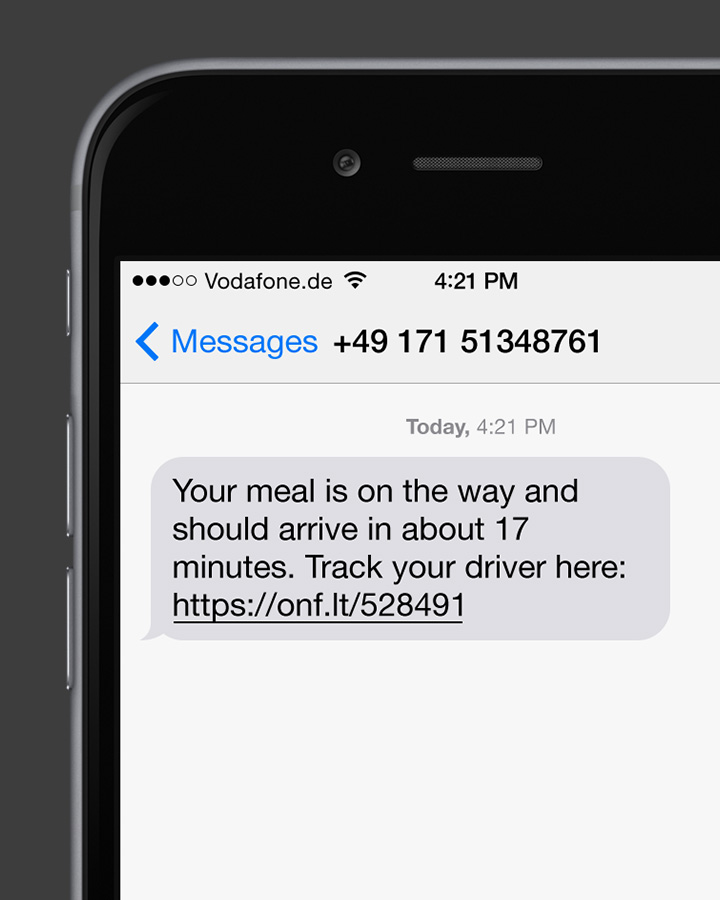 Vodafone.de 4:21 PM
Messages +49 171 51348761
Today, 4:21 PM
Your meal is on the way and
should arrive in about 17
minutes. Track your driver here:
https://onf.lt/528491